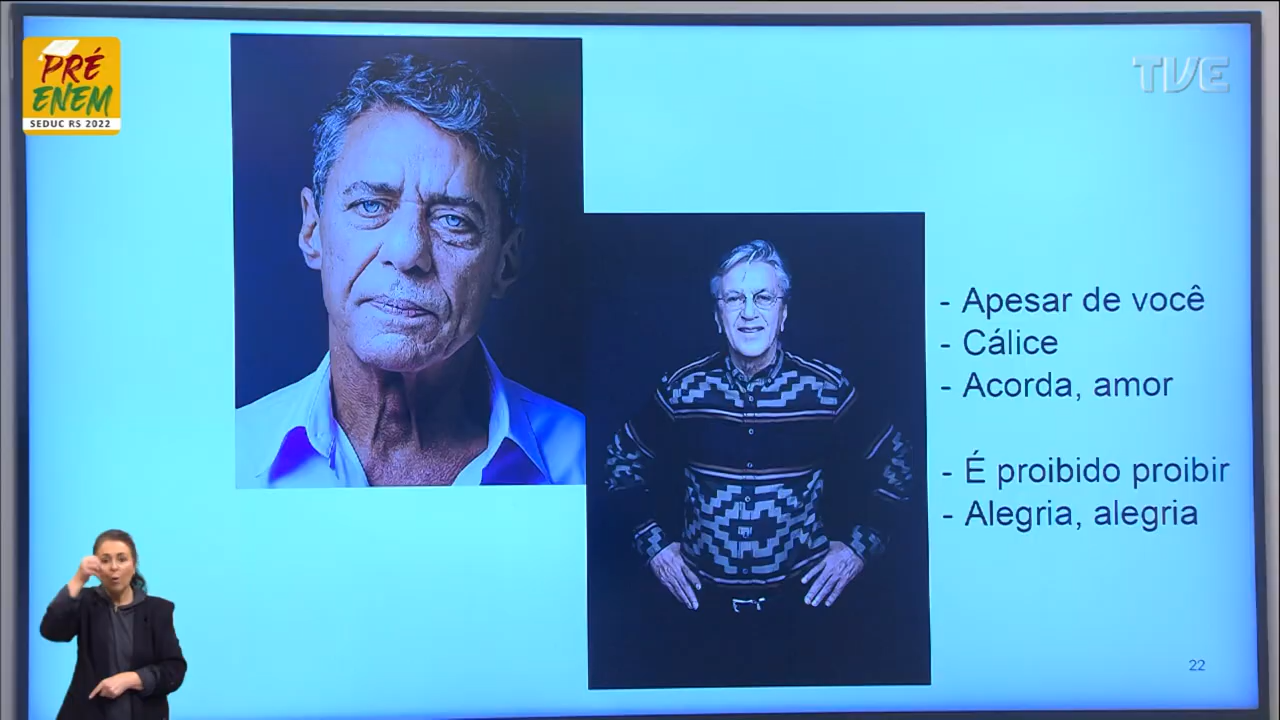 PRÉ
ENEM
SEDUC RS 2022
TVE
- Apesar de você
- Cálice
- Acorda, amor
- É proibido proibir
- Alegria, alegria
22